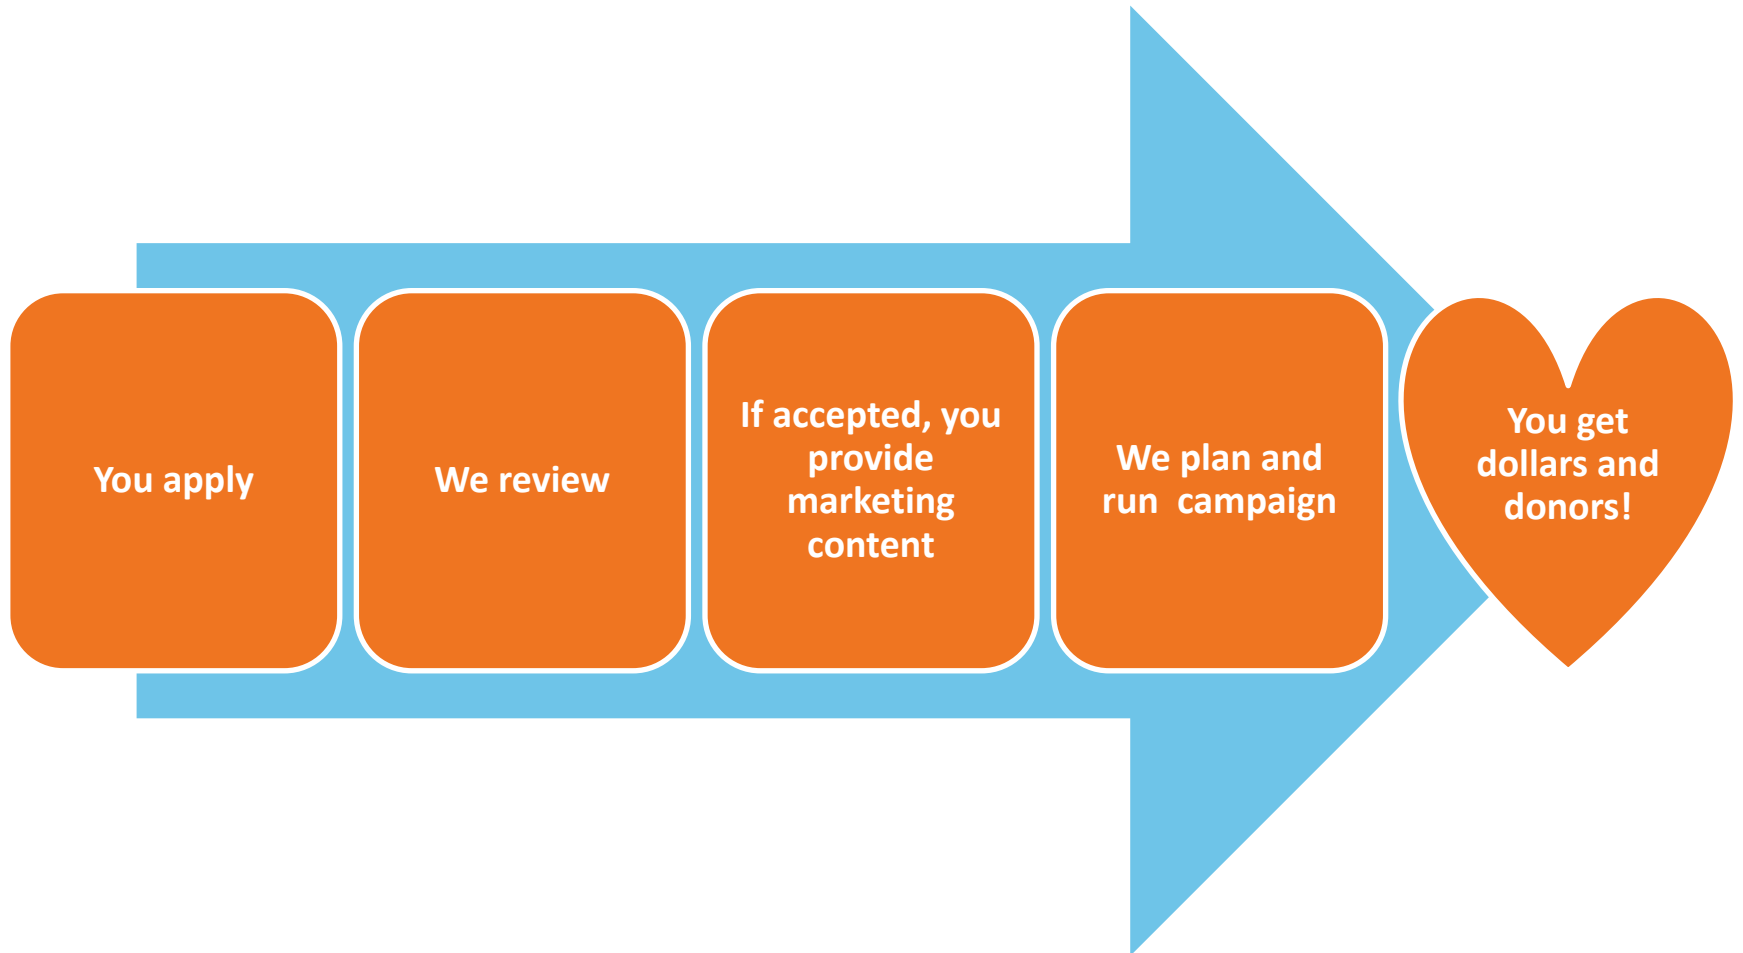 You apply
We review
If accepted, you
provide
marketing
content
We plan and
run  campaign
You get
dollars and
donors!